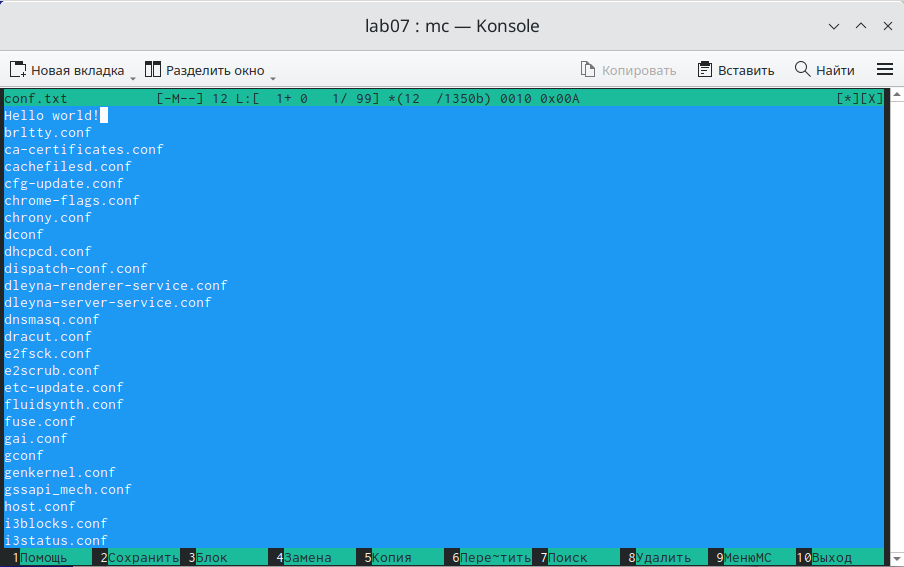 lab07 : mc — Konsole
Новая вкладка Разделить окно Копировать Вставить Найти
conf.txt [-M--] 12 L:[ 1+ 0 1/ 99] *(12 /1350b) 0010 0x00A [*][X]
Hello world!
brltty.conf
ca-certificates.conf
cachefilesd.conf
cfg-update.conf
chrome-flags.conf
chrony.conf
dconf
dhcpcd.conf
dispatch-conf.conf
dleyna-renderer-service.conf
dleyna-server-service.conf
dnsmasq.conf
dracut.conf
e2fsck.conf
e2scrub.conf
etc-update.conf
fluidsynth.conf
fuse.conf
gai.conf
gconf
genkernel.conf
gssapi_mech.conf
host.conf
i3blocks.conf
i3status.conf
1Помощь 2Сохранить 3Блок 4Замена 5Копия 6Пере~тить 7Поиск 8Удалить 9МенюMC 10Выход